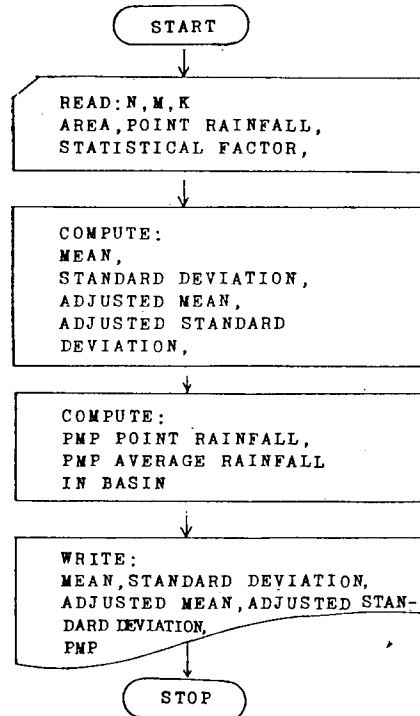 START
READ:N,M,K
AREA,POINT RAINFALL,
STATISTICAL FACTOR,
COMPUTE:
MEAN,
STANDARD DEVIATION,
ADJUSTED MEAN,
ADJUSTED STANDARD
DEVIATION,
COMPUTE:
PMP POINT RAINFALL,
PMP AVERAGE RAINFALL
IN BASIN
WRITE:
MEAN,STANDARD DEVIATION,
ADJUSTED MEAN,ADJUSTED STAN-
DARD DEVIATION,
PMP
STOP